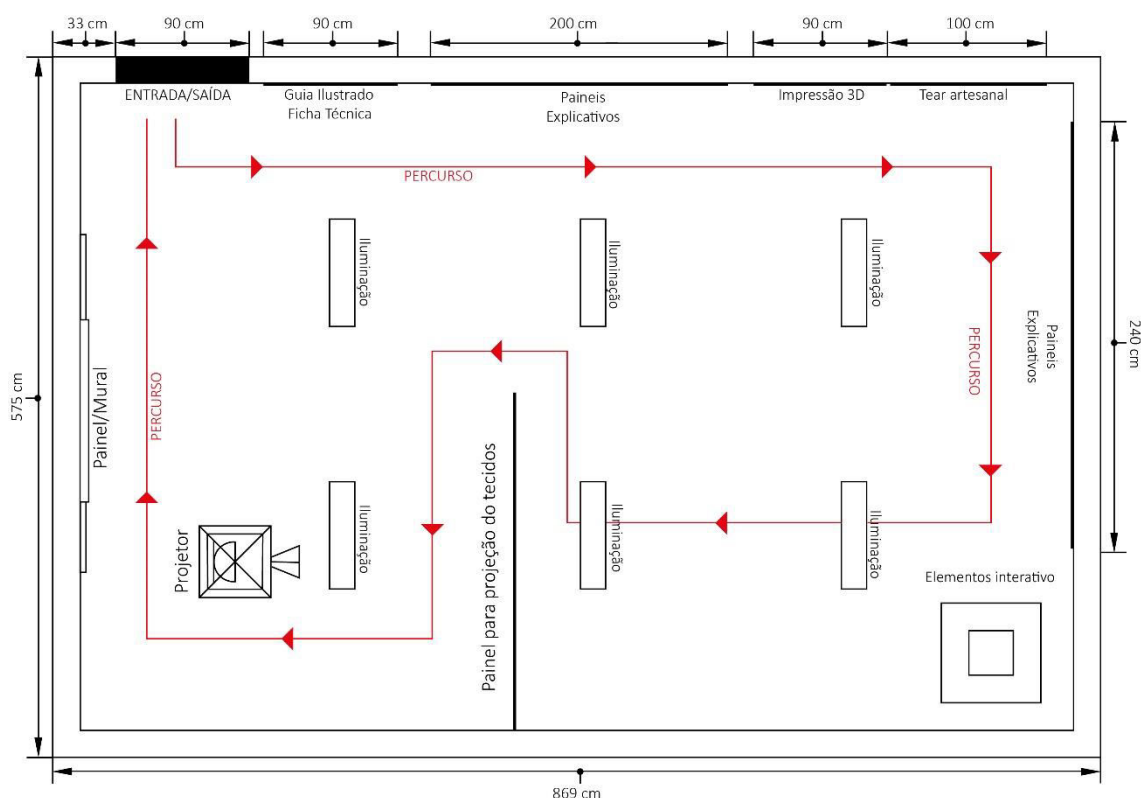 33 cm
90 cm
90 cm
200 cm
90 cm
100 cm
ENTRADA/SAÍDA
Guia Ilustrado
Ficha Técnica
Paineis
Explicativos
Impressão 3D
Tear artesanal
PERCURSO
Iluminação
Iluminação
Iluminação
PERCURSO
Paineis
Explicativos
240 cm
575 cm
Painel/Mural
PERCURSO
Projetor
Iluminação
Painel para projeção do tecidos
Iluminação
Iluminação
Elementos interativo
869 cm